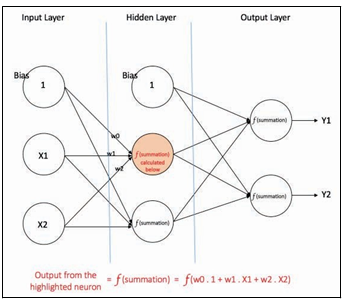 Input Layer
Hidden Layer
Output Layer
Bias
1
Bias
1
w0
X1
w1
f(summation)
calculated
below
w2
f(summation)
Y1
X2
f(summation)
f(summation)
Y2
Output from the
highlighted neuron
= f(summation) = f(w0 . 1 + w1 . X1 + w2 . X2)